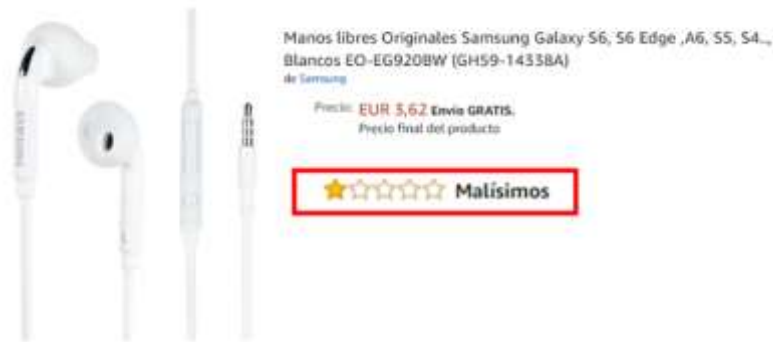 Manos libres Originales Samsung Galaxy S6, S6 Edge ,A6, S5, S4..,
Blancos EO-EG920BW (GH59-14338A)
de Samsung
Precio: EUR 3,62 Envío GRATIS.
Precio final del producto
Malísimos